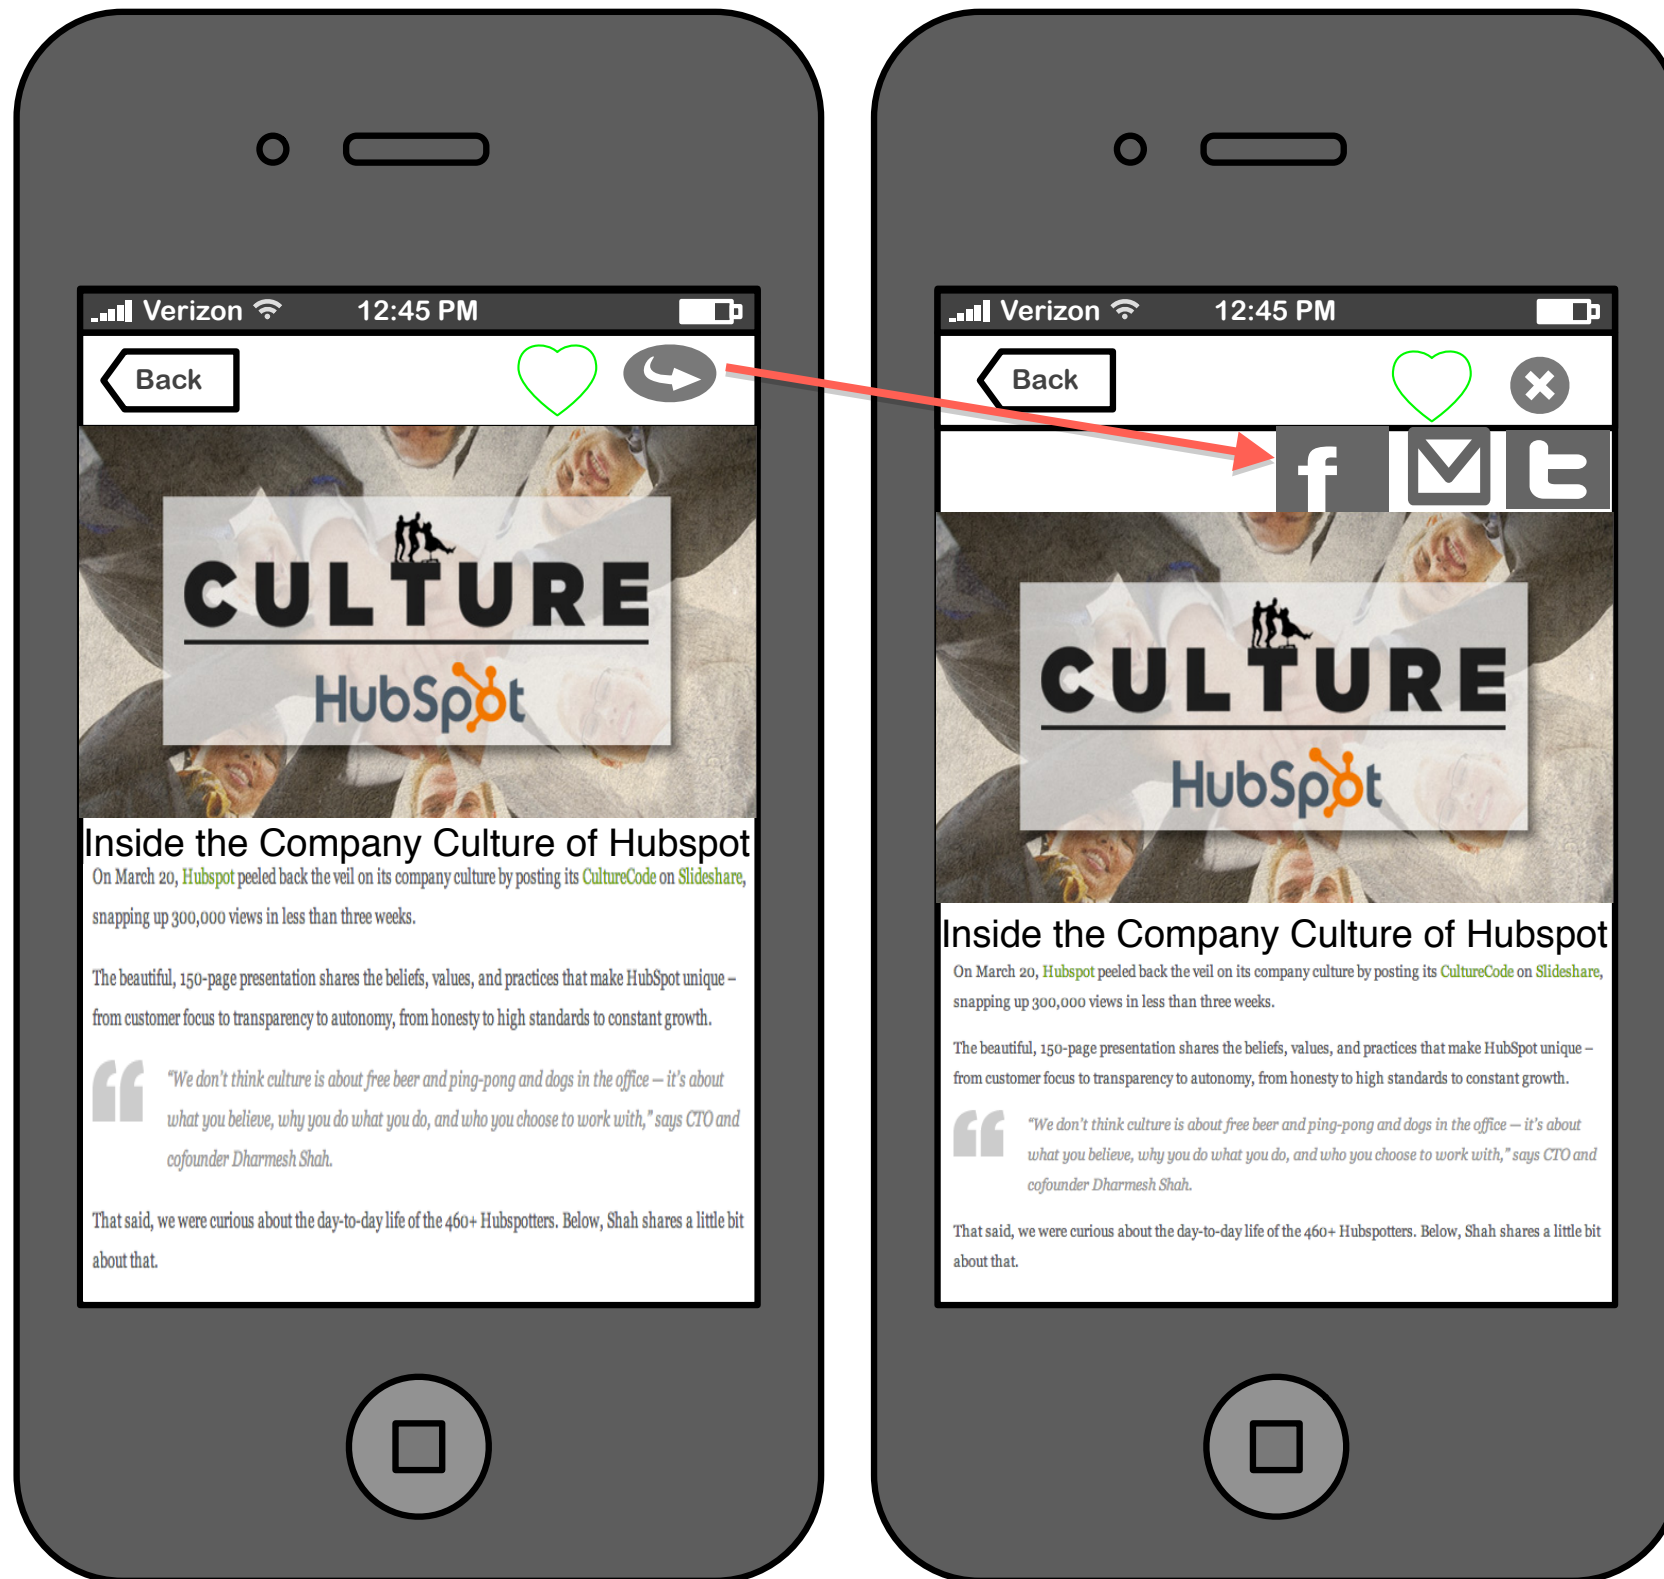 Verizon 12:45 PM
Back
CULTURE
HubSpot
Inside the Company Culture of Hubspot
On March 20, Hubspot peeled back the veil on its company culture by posting its CultureCode on Slideshare,
snapping up 300,000 views in less than three weeks.
The beautiful, 150-page presentation shares the beliefs, values, and practices that make HubSpot unique –
from customer focus to transparency to autonomy, from honesty to high standards to constant growth.
“We don’t think culture is about free beer and ping-pong and dogs in the office – it’s about
what you believe, why you do what you do, and who you choose to work with,” says CTO and
cofounder Dharmesh Shah.
That said, we were curious about the day-to-day life of the 460+ Hubspotters. Below, Shah shares a little bit
about that.
Verizon 12:45 PM
Back
f t
CULTURE
HubSpot
Inside the Company Culture of Hubspot
On March 20, Hubspot peeled back the veil on its company culture by posting its CultureCode on Slideshare,
snapping up 300,000 views in less than three weeks.
The beautiful, 150-page presentation shares the beliefs, values, and practices that make HubSpot unique –
from customer focus to transparency to autonomy, from honesty to high standards to constant growth.
“We don’t think culture is about free beer and ping-pong and dogs in the office – it’s about
what you believe, why you do what you do, and who you choose to work with,” says CTO and
cofounder Dharmesh Shah.
That said, we were curious about the day-to-day life of the 460+ Hubspotters. Below, Shah shares a little bit
about that.